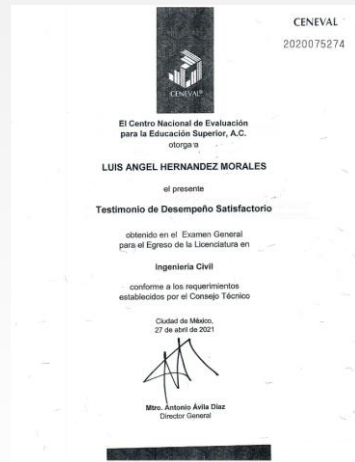 CENEVAL
2020075274
CENEVAL®
El Centro Nacional de Evaluación
para la Educación Superior, A.C.
otorga a
LUIS ANGEL HERNANDEZ MORALES
el presente
Testimonio de Desempeño Satisfactorio
obtenido en el Examen General
para el Egreso de la Licenciatura en
Ingeniería Civil
conforme a los requerimientos
establecidos por el Consejo Técnico
Ciudad de México,
27 de abril de 2021
Mtro. Antonio Ávila Díaz
Director General